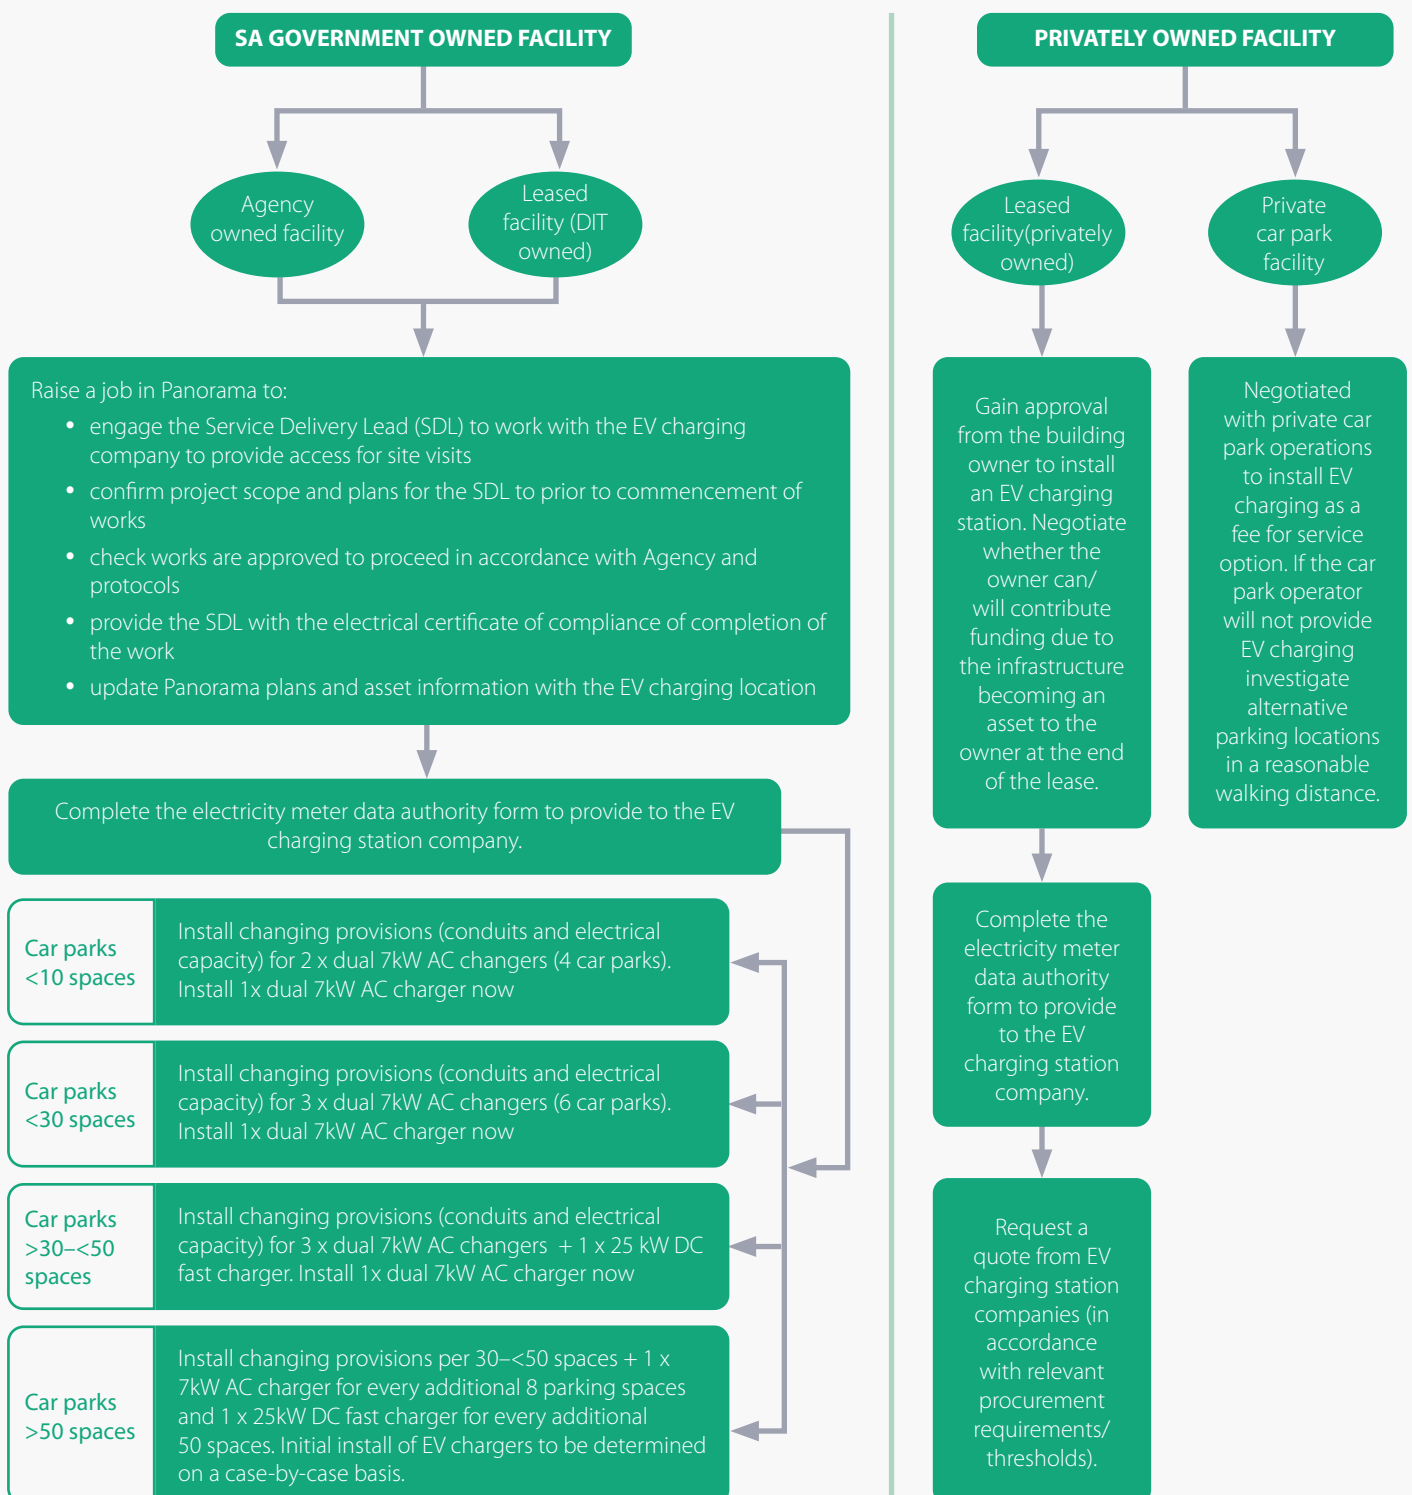 SA GOVERNMENT OWNED FACILITY
Agency
owned facility
Leased
facility (DIT
owned)
Raise a job in Panorama to:
• engage the Service Delivery Lead (SDL) to work with the EV charging
company to provide access for site visits
• confirm project scope and plans for the SDL to prior to commencement of
works
• check works are approved to proceed in accordance with Agency and
protocols
• provide the SDL with the electrical certificate of compliance of completion of
the work
• update Panorama plans and asset information with the EV charging location
Complete the electricity meter data authority form to provide to the EV
charging station company.
Car parks
<10 spaces
Install changing provisions (conduits and electrical
capacity) for 2 x dual 7kW AC changers (4 car parks).
Install 1x dual 7kW AC charger now
Car parks
<30 spaces
Install changing provisions (conduits and electrical
capacity) for 3 x dual 7kW AC changers (6 car parks).
Install 1x dual 7kW AC charger now
Car parks
>30–<50
spaces
Install changing provisions (conduits and electrical
capacity) for 3 x dual 7kW AC changers + 1 x 25 kW DC
fast charger. Install 1x dual 7kW AC charger now
Car parks
>50 spaces
Install changing provisions per 30–<50 spaces + 1 x
7kW AC charger for every additional 8 parking spaces
and 1 x 25kW DC fast charger for every additional
50 spaces. Initial install of EV chargers to be determined
on a case-by-case basis.
PRIVATELY OWNED FACILITY
Leased
facility(privately
owned)
Gain approval
from the building
owner to install
an EV charging
station. Negotiate
whether the
owner can/
will contribute
funding due to
the infrastructure
becoming an
asset to the
owner at the end
of the lease.
Complete the
electricity meter
data authority
form to provide
to the EV
charging station
company.
Request a
quote from EV
charging station
companies (in
accordance
with relevant
procurement
requirements/
thresholds).
Private
car park
facility
Negotiated
with private car
park operations
to install EV
charging as a
fee for service
option. If the car
park operator
will not provide
EV charging
investigate
alternative
parking locations
in a reasonable
walking distance.